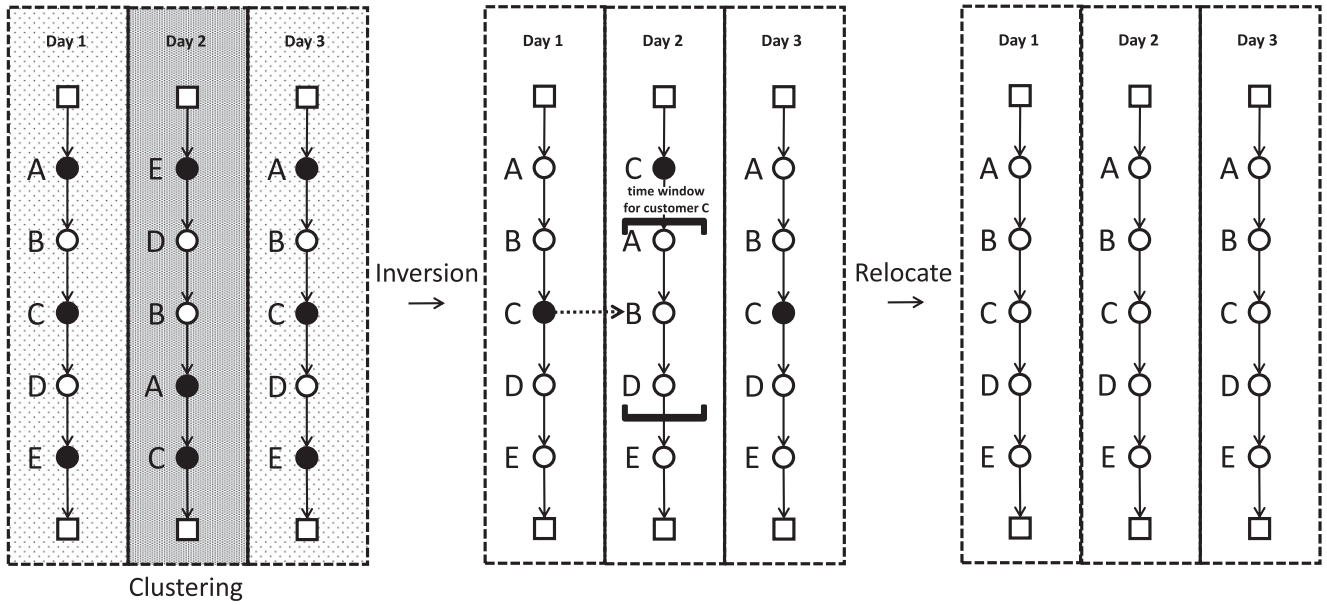 Day 1 Day 2 Day 3
A E A
B D B
C B C
D A D
E C E
Clustering
Inversion
Day 1 Day 2 Day 3
A C A
time window
for customer C
B A B
C B C
D D D
E E E
Relocate
Day 1 Day 2 Day 3
A A A
B B B
C C C
D D D
E E E